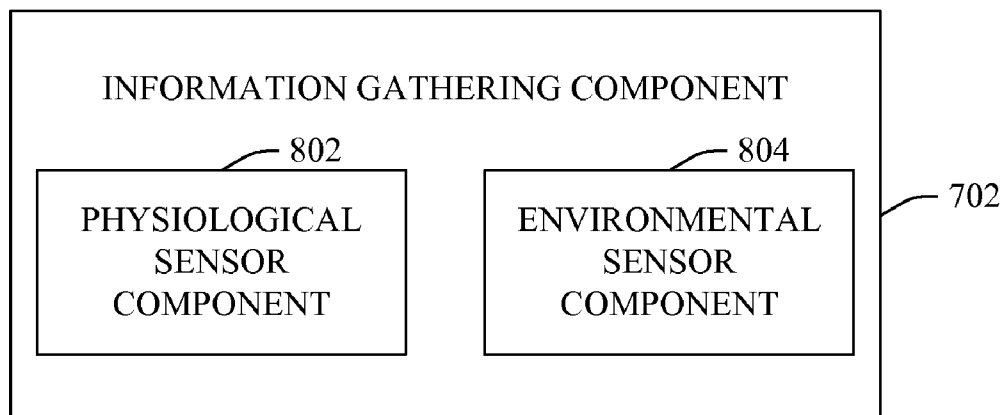 INFORMATION GATHERING COMPONENT
802
804
702
PHYSIOLOGICAL
SENSOR
COMPONENT
ENVIRONMENTAL
SENSOR
COMPONENT